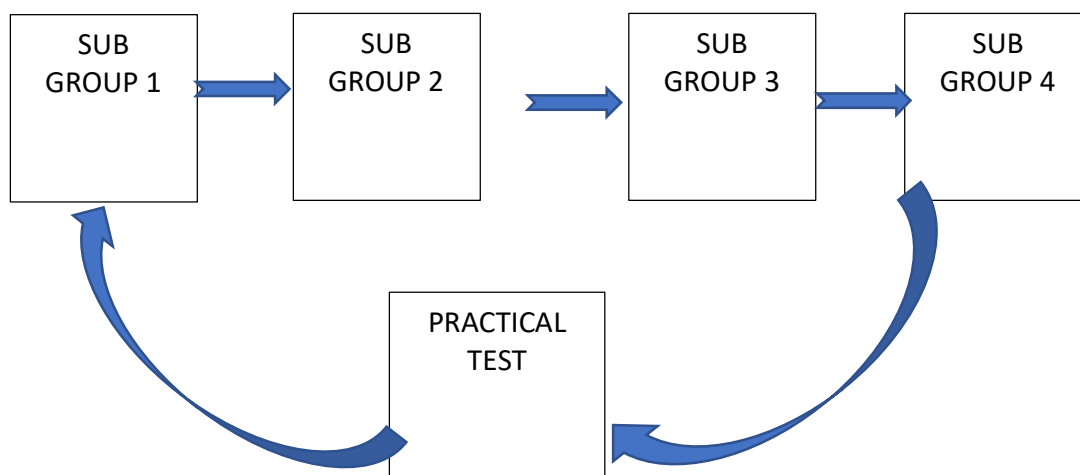 SUB
GROUP 1
SUB
GROUP 2
SUB
GROUP 3
SUB
GROUP 4
PRACTICAL
TEST